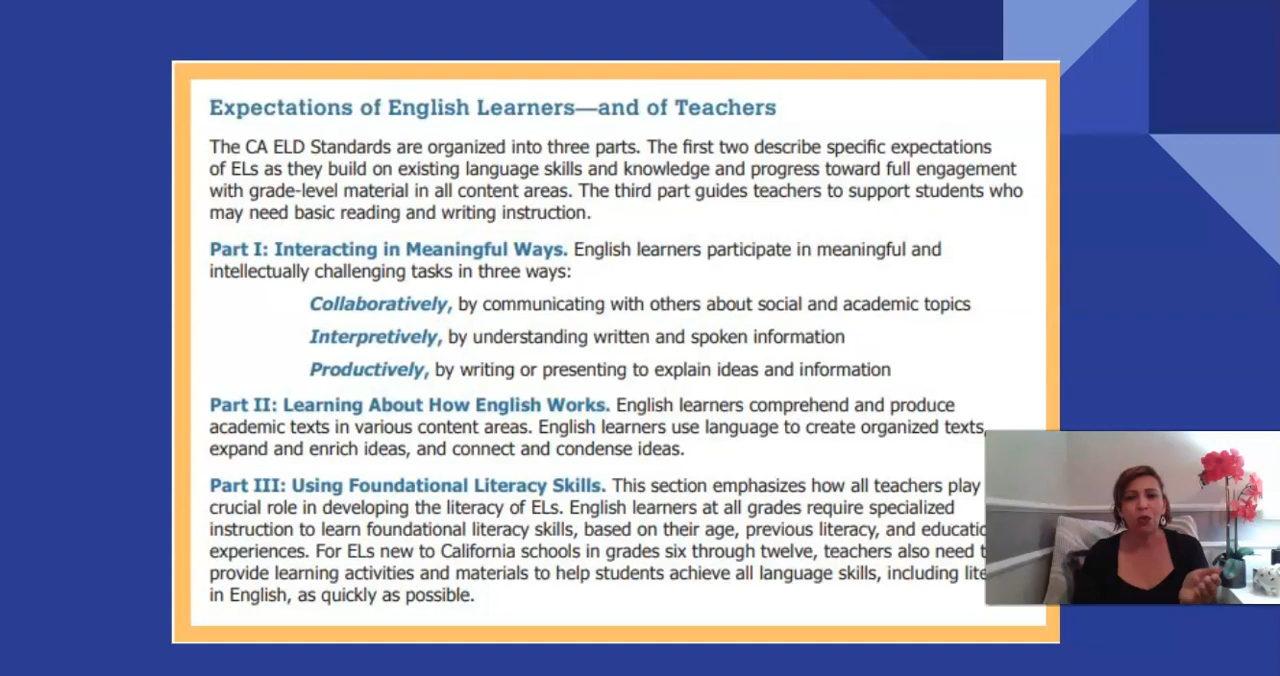 Expectations of English Learners—and of Teachers
The CA ELD Standards are organized into three parts. The first two describe specific expectations
of ELs as they build on existing language skills and knowledge and progress toward full engagement
with grade-level material in all content areas. The third part guides teachers to support students who
may need basic reading and writing instruction.
Part I: Interacting in Meaningful Ways. English learners participate in meaningful and
intellectually challenging tasks in three ways:
Collaboratively, by communicating with others about social and academic topics
Interpretively, by understanding written and spoken information
Productively, by writing or presenting to explain ideas and information
Part II: Learning About How English Works. English learners comprehend and produce
academic texts in various content areas. English learners use language to create organized texts,
expand and enrich ideas, and connect and condense ideas.
Part III: Using Foundational Literacy Skills. This section emphasizes how all teachers play
crucial role in developing the literacy of ELs. English learners at all grades require specialized
instruction to learn foundational literacy skills, based on their age, previous literacy, and
experiences. For ELs new to California schools in grades six through twelve, teachers also need
provide learning activities and materials to help students achieve all language skills, including
in English, as quickly as possible.